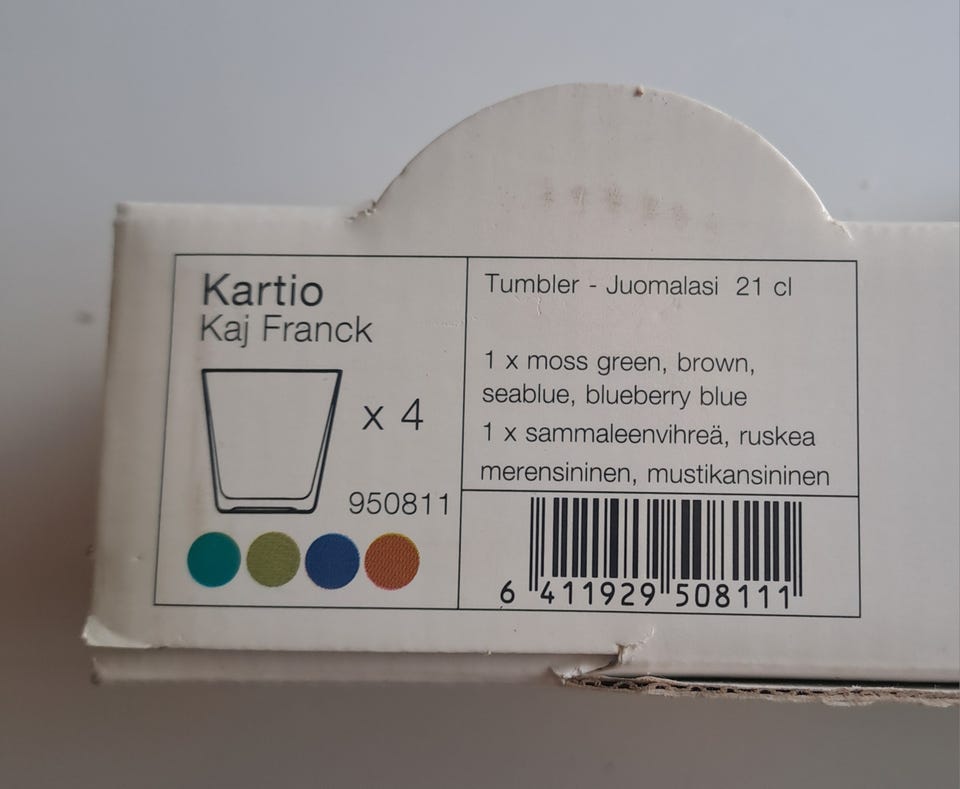 Kartio
Kaj Franck
x 4
950811
Tumbler - Juomalasi 21 cl
1 x moss green, brown,
seablue, blueberry blue
1 x sammaleenvihreä, ruskea
merensininen, mustikansininen
6 411929 508111